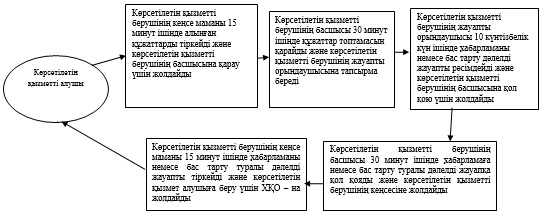 Көрсетілетін
қызметті алушы
Көрсетілетін қызметті
берушінің кеңсе маманы 15
минут ішінде алынған
құжаттарды тіркейді және
көрсетілетін қызметті
берушінің басшысына қарау
үшін жолдайды
Көрсетілетін қызметті
берушінің басшысы 30 минут
ішінде құжаттар топтамасын
қарайды және көрсетілетін
қызметті берушінің жауапты
орындаушысына тапсырма
береді
Көрсетілетін қызметті
берушінің жауапты
орындаушысы 10 күнтізбелік
күн ішінде хабарламаны
немесе бас тарту дәлелді
жауапты ресімдейді және
көрсетілетін қызметті
берушінің басшысына қол
қою үшін жолдайды
Көрсетілетін қызметті берушінің
басшысы 30 минут ішінде хабарламаға
немесе бас тарту туралы дәлелді жауапқа
қол қояды және көрсетілетін қызметті
берушінің кеңсесіне жолдайды
Көрсетілетін қызметті берушінің кеңсе
маманы 15 минут ішінде хабарламаны
немесе бас тарту туралы дәлелді
жауапты тіркейді және көрсетілетін
қызмет алушыға беру үшін ХҚО – на
жолдайды